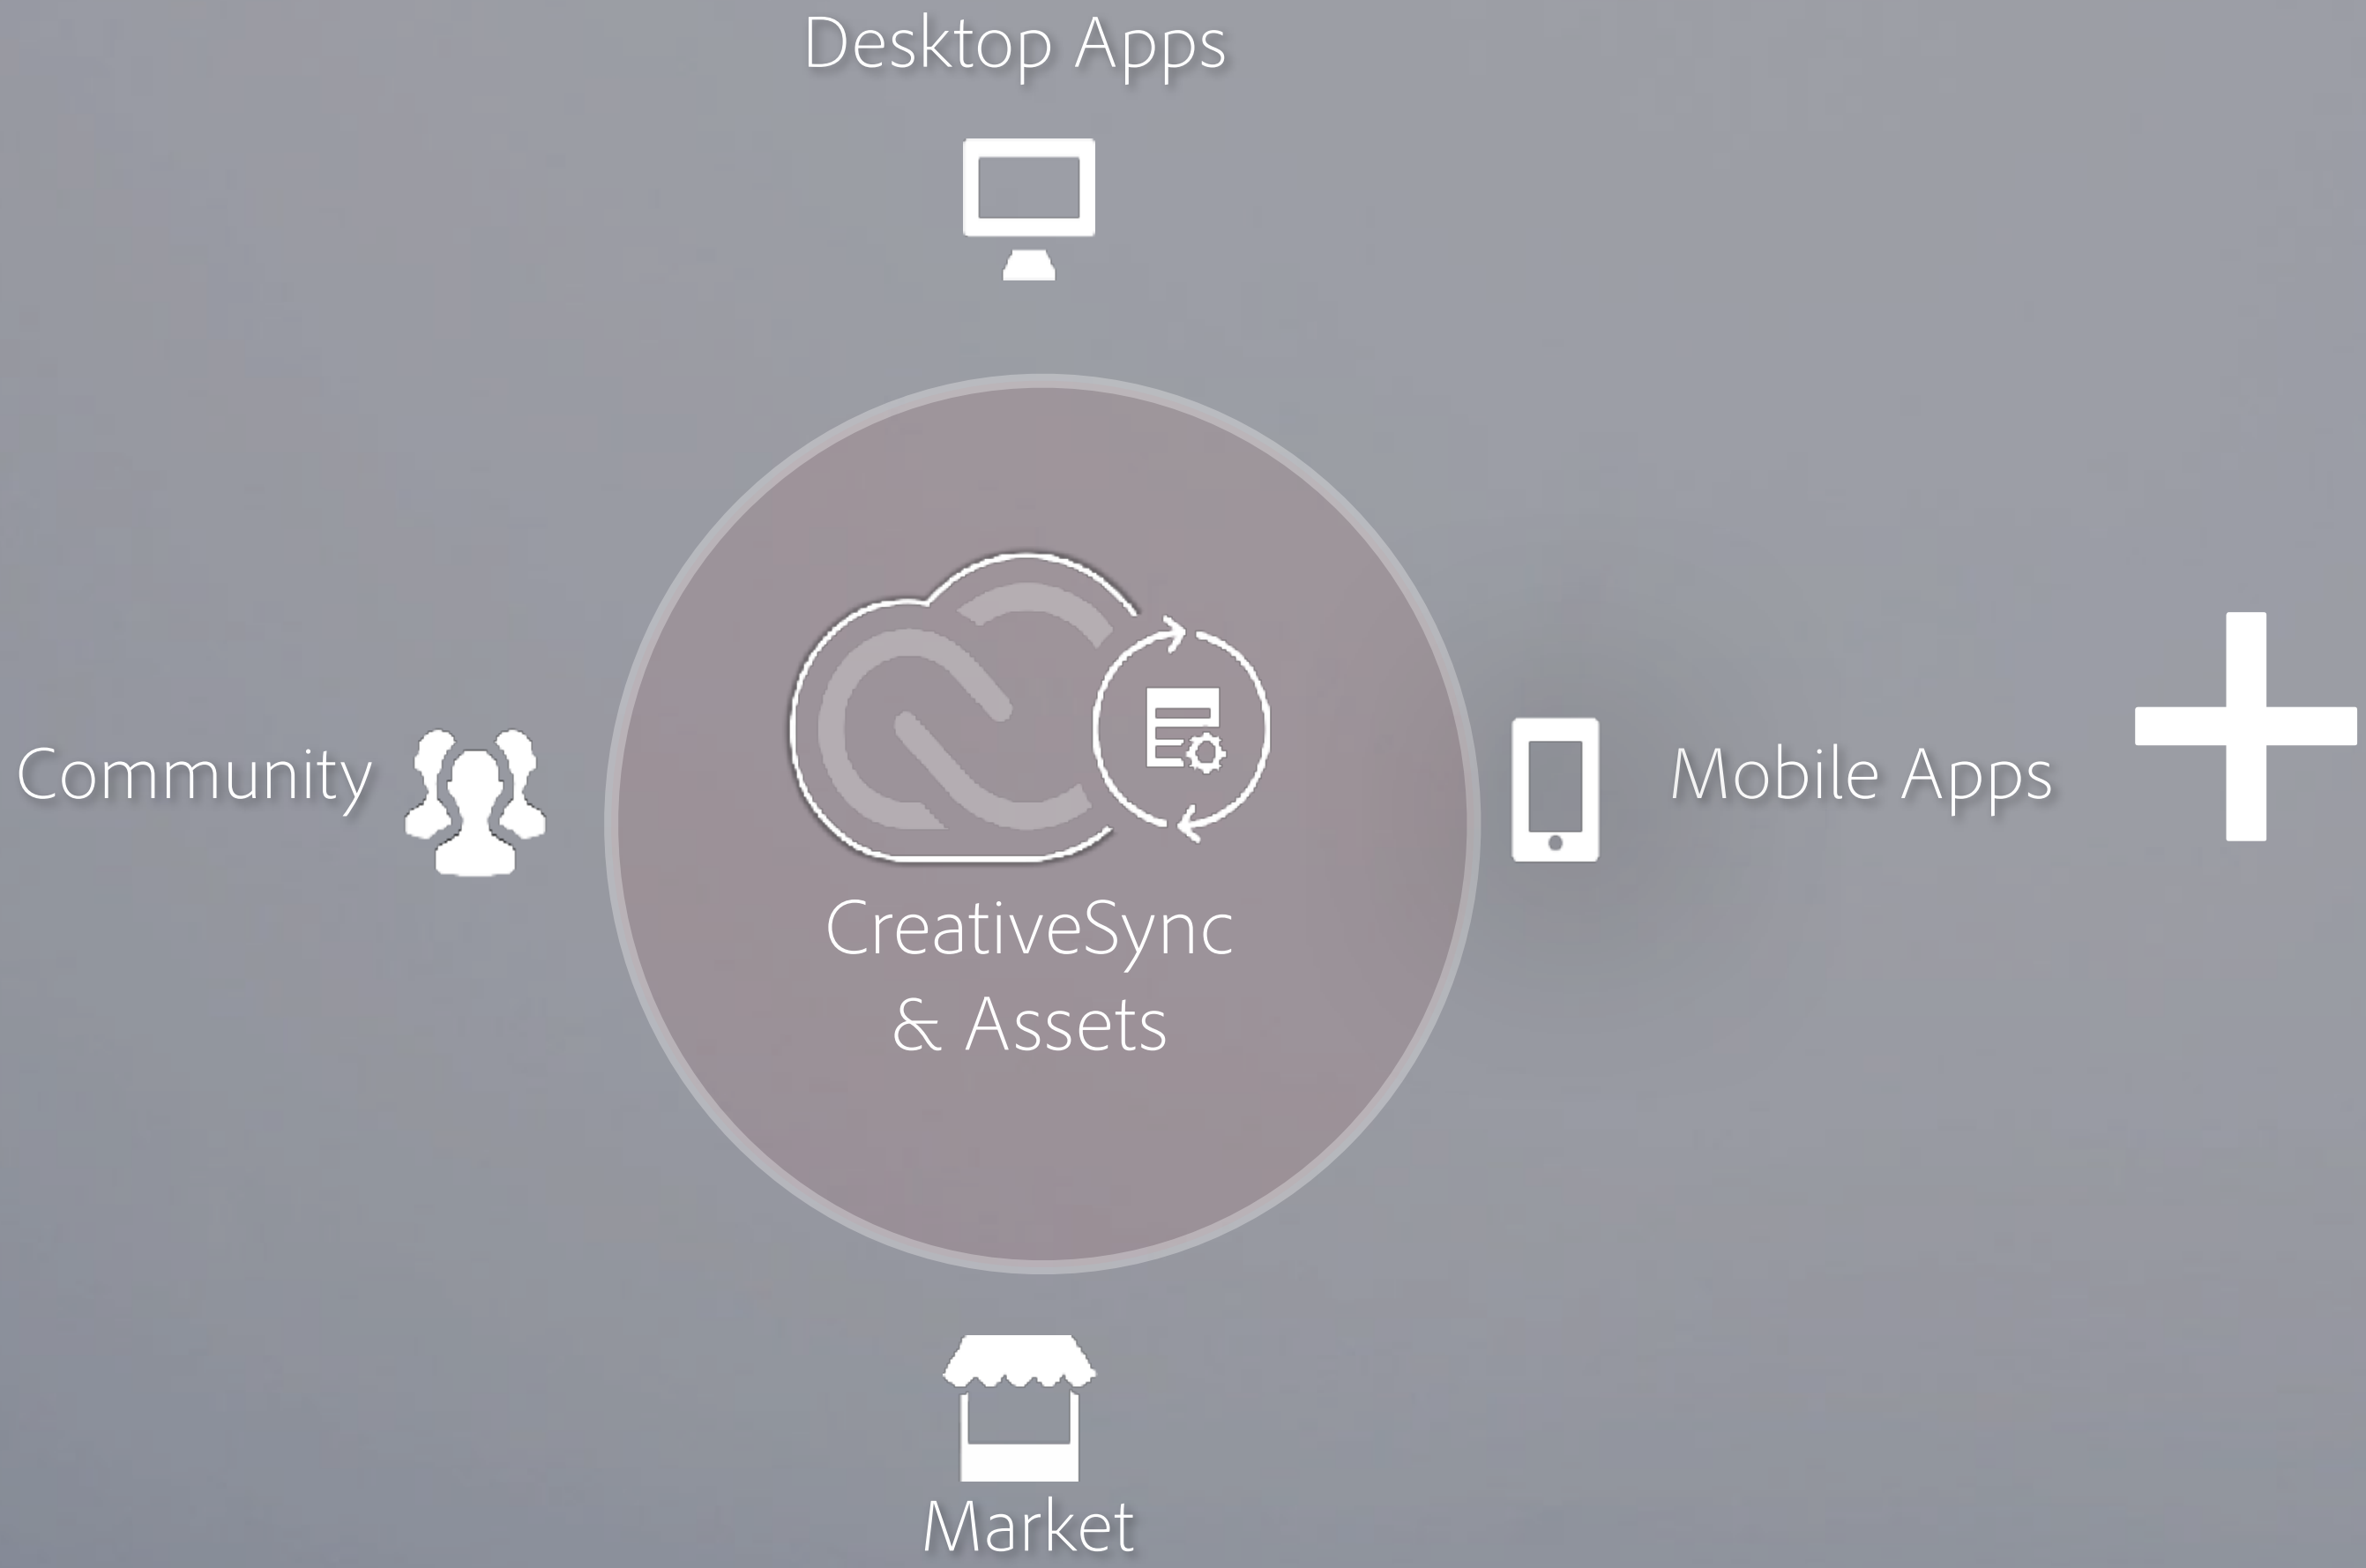 Desktop Apps
Community
CreativeSync
& Assets
Mobile Apps
Market